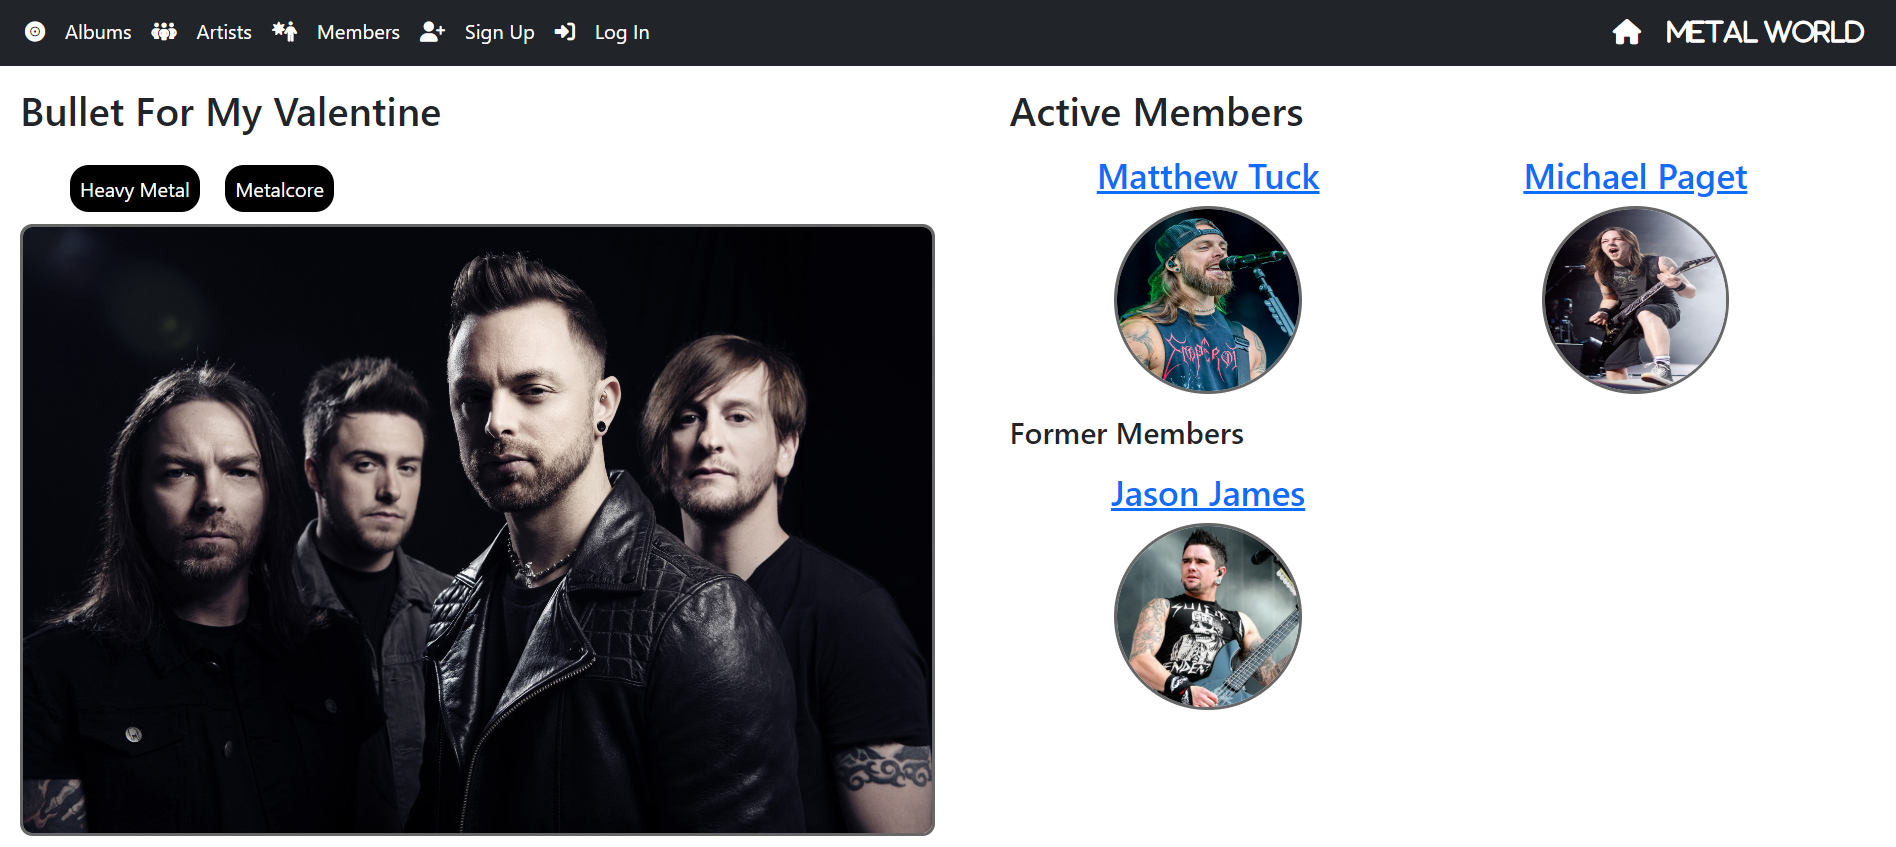 Albums Artists Members Sign Up Log In METAL WORLD
Bullet For My Valentine
Heavy Metal Metalcore
Active Members
Matthew Tuck Michael Paget
Former Members
Jason James